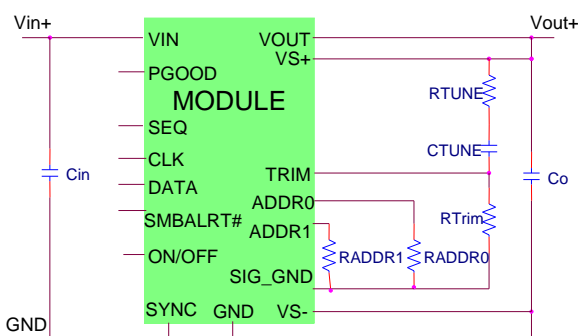 Vin+
Vout+
VIN
VOUT
VS+
PGOOD
RTUNE
MODULE
SEQ
CTUNE
CLK
Cin
TRIM
Co
DATA
ADDR0
SMBALRT#
RTrim
ADDR1
ON/OFF
RADDR1
RADDR0
SIG_GND
SYNC
GND
VS-
GND